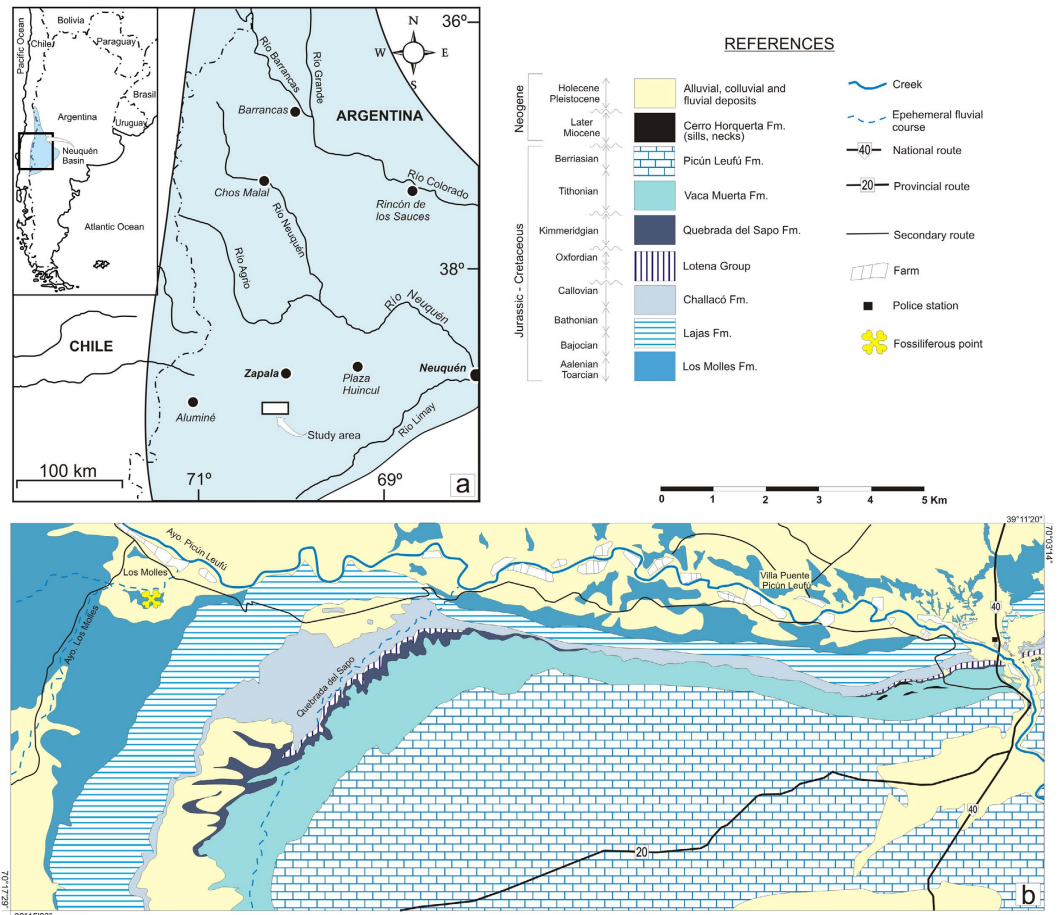 Pacific Ocean
Bolivia
Chile
Paraguay
Brasil
Argentina
Uruguay
Neuquén
Basin
Atlantic Ocean
CHILE
100 km
36º
N
W
E
S
Río Barrancas
Río Grande
Barrancas
ARGENTINA
Chos Malal
Río Colorado
Rincón de
los Sauces
Río Neuquén
Río Agrio
38º
Río Neuquén
Zapala
Plaza
Huincul
Neuquén
Aluminé
Río Limay
Study area
71º
69º
a
REFERENCES
Neogene
Jurassic - Cretaceous
Holecene
Pleistocene
Later
Miocene
Berriasian
Tithonian
Kimmeridgian
Oxfordian
Callovian
Bathonian
Bajocian
Aalenian
Toarcian
Alluvial, colluvial and
fluvial deposits
Cerro Horquerta Fm.
(sills, necks)
Picún Leufú Fm.
Vaca Muerta Fm.
Quebrada del Sapo Fm.
Lotena Group
Challacó Fm.
Lajas Fm.
Los Molles Fm.
Creek
Ephemeral fluvial
course
40
National route
20
Provincial route
Secondary route
Farm
Police station
Fossiliferous point
0 1 2 3 4 5 Km
39°11'20"
70°03'14"
Ayo. Picún Leufú
Los Molles
Ayo. Los Molles
Villa Puente
Picún Leufú
40
Quebrada del Sapo
40
20
70°17'29"
b